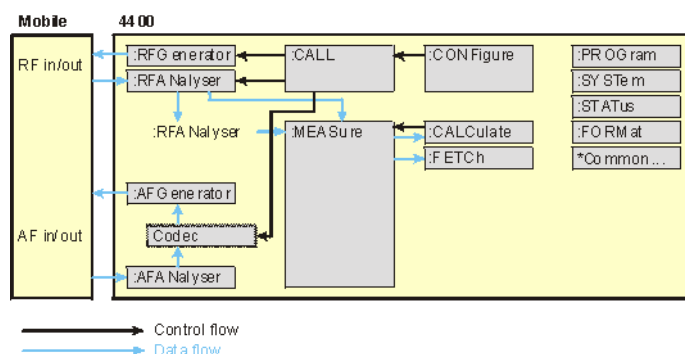 Mobile
4400
RF in/out
:RFGenerator
:CALL
:CONFigure
:PROGram
:RFANalyser
:SYSTem
:STATus
:RFANalyser
:MEASure
:CALCulate
:FORMat
:FETCh
*Common...
:AFGenerator
AF in/out
Codec
:AFANalyser
Control flow
Data flow